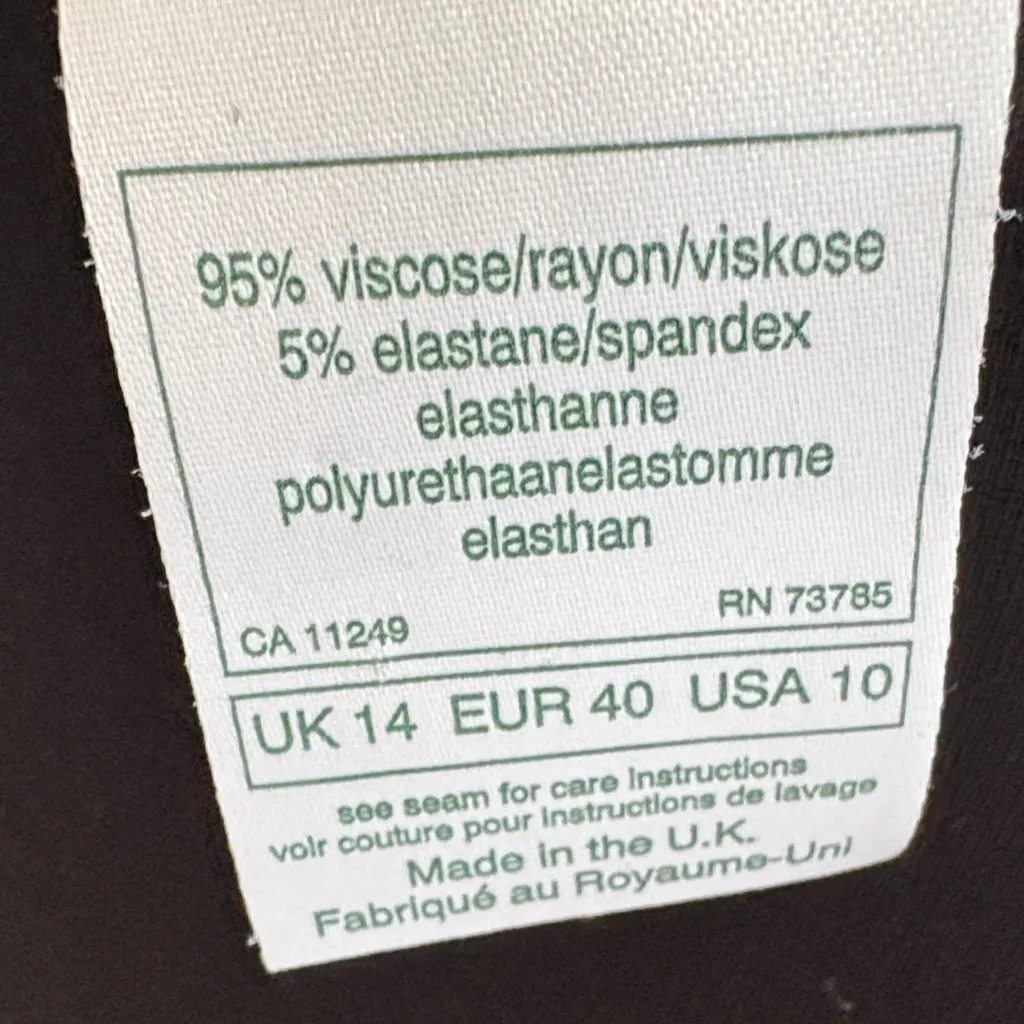 95% viscose/rayon/viskose
5% elastane/spandex
elasthanne
polyurethaanelastomme
elasthan
CA 11249 RN 73785
UK 14 EUR 40 USA 10
see seam for care instructions
voir couture pour instructions de lavage
Made in the U.K.
Fabriqué au Royaume-Uni